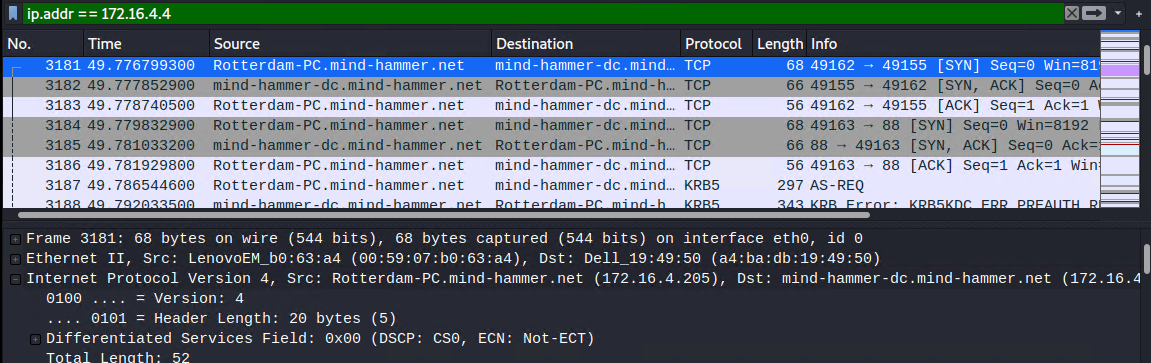 ip.addr == 172.16.4.4
No. Time Source Destination Protocol Length Info
3181 49.776799300 Rotterdam-PC.mind-hammer.net mind-hammer-dc.mind… TCP 68 49162 → 49155 [SYN] Seq=0 Win=819
3182 49.777852900 mind-hammer-dc.mind-hammer.net Rotterdam-PC.mind-h… TCP 66 49155 → 49162 [SYN, ACK] Seq=0 A
3183 49.778740500 Rotterdam-PC.mind-hammer.net mind-hammer-dc.mind… TCP 56 49162 → 49155 [ACK] Seq=1 Ack=1 W
3184 49.779832900 Rotterdam-PC.mind-hammer.net mind-hammer-dc.mind… TCP 68 49163 → 88 [SYN] Seq=0 Win=8192
3185 49.781033200 mind-hammer-dc.mind-hammer.net Rotterdam-PC.mind-h… TCP 66 88 → 49163 [SYN, ACK] Seq=0 Ack=
3186 49.781929800 Rotterdam-PC.mind-hammer.net mind-hammer-dc.mind… TCP 56 49163 → 88 [ACK] Seq=1 Ack=1 Win=
3187 49.786544600 Rotterdam-PC.mind-hammer.net mind-hammer-dc.mind… KRB5 297 AS-REQ
3188 49.792033500 mind-hammer-dc.mind-hammer.net Rotterdam-PC.mind-h… KRB5 343 KRB Error: KRB5KDC_ERR_PREAUTH_RE
Frame 3181: 68 bytes on wire (544 bits), 68 bytes captured (544 bits) on interface eth0, id 0
Ethernet II, Src: LenovoEM_b0:63:a4 (00:59:07:b0:63:a4), Dst: Dell_19:49:50 (a4:ba:db:19:49:50)
Internet Protocol Version 4, Src: Rotterdam-PC.mind-hammer.net (172.16.4.205), Dst: mind-hammer-dc.mind-hammer.net (172.16.4
0100 .... = Version: 4
.... 0101 = Header Length: 20 bytes (5)
Differentiated Services Field: 0x00 (DSCP: CS0, ECN: Not-ECT)
Total Length: 52